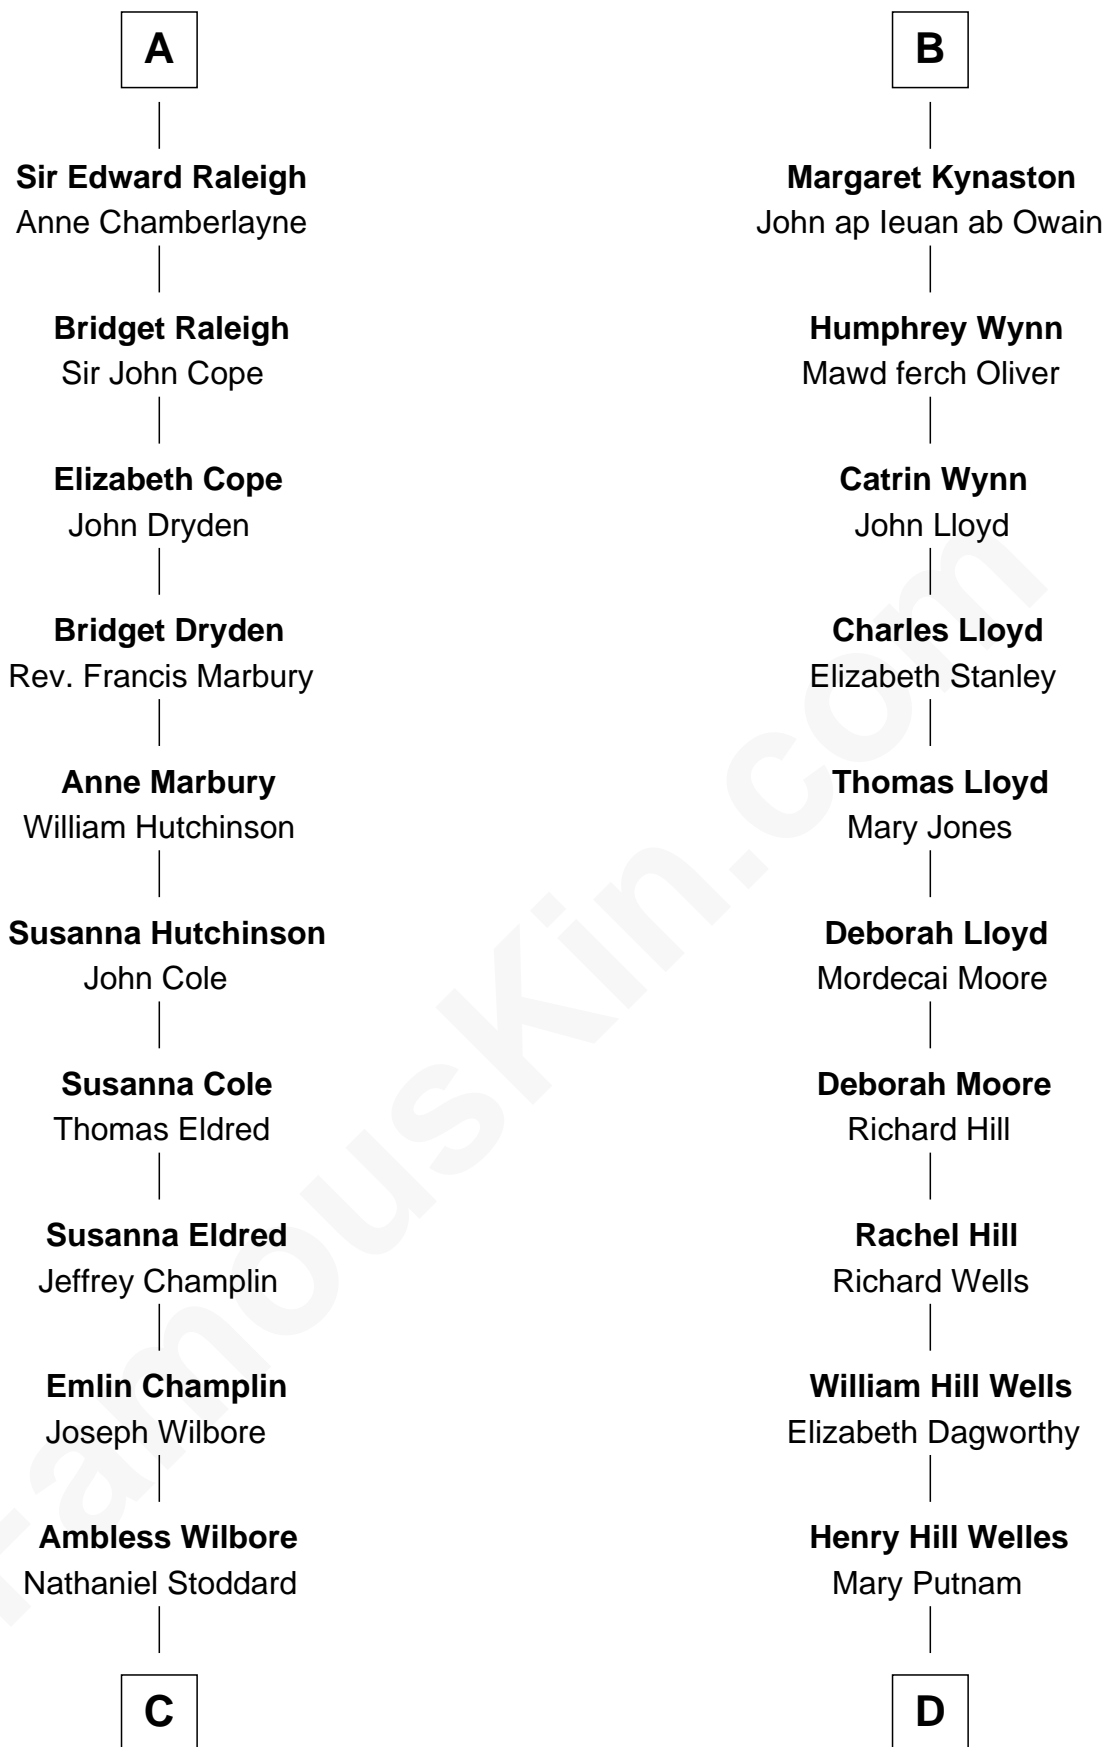 A
Sir Edward Raleigh
Anne Chamberlayne
Bridget Raleigh
Sir John Cope
Elizabeth Cope
John Dryden
Bridget Dryden
Rev. Francis Marbury
Anne Marbury
William Hutchinson
Susanna Hutchinson
John Cole
Susanna Cole
Thomas Eldred
Susanna Eldred
Jeffrey Champlin
Emlin Champlin
Joseph Wilbore
Ambless Wilbore
Nathaniel Stoddard
C
B
Margaret Kynaston
John ap Ieuan ab Owain
Humphrey Wynn
Mawd ferch Oliver
Catrin Wynn
John Lloyd
Charles Lloyd
Elizabeth Stanley
Thomas Lloyd
Mary Jones
Deborah Lloyd
Mordecai Moore
Deborah Moore
Richard Hill
Rachel Hill
Richard Wells
William Hill Wells
Elizabeth Dagworthy
Henry Hill Welles
Mary Putnam
D
FamousKin.com